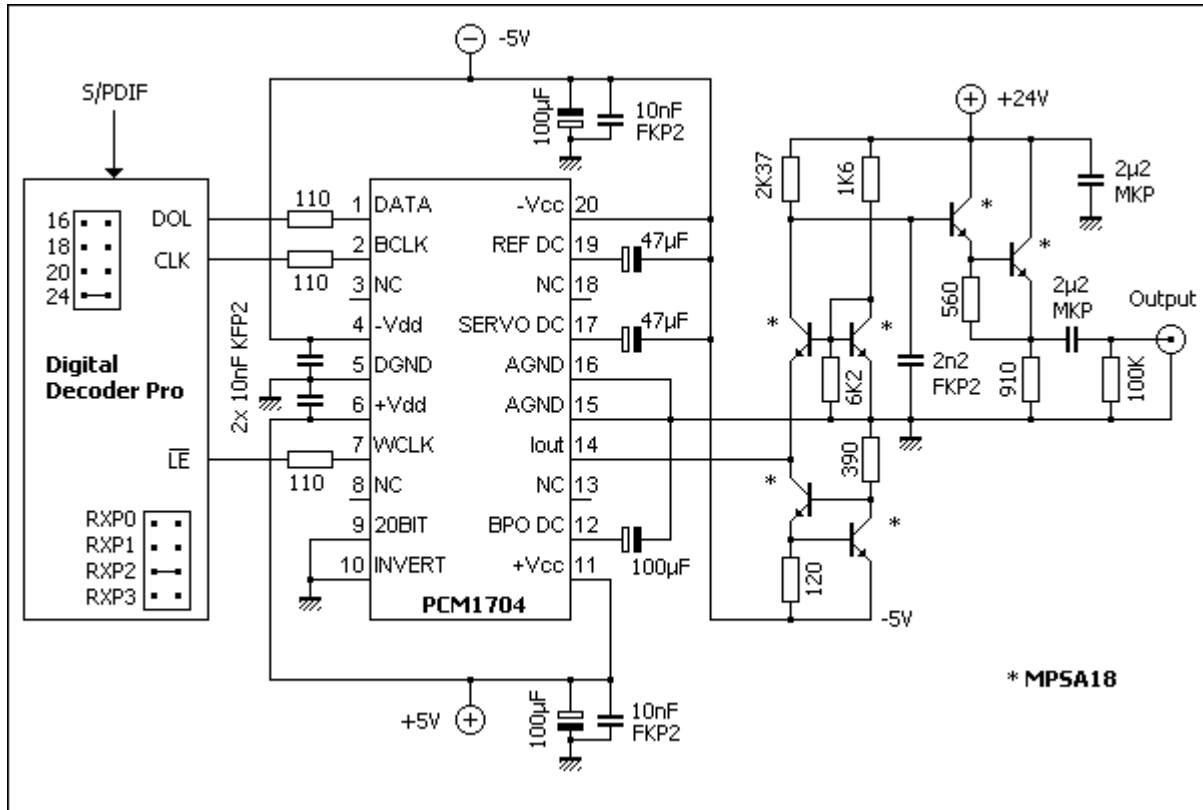 -5V
S/PDIF
100µF
10nF
FKP2
+24V
2µ2
MKP
2K37
1K6
16
18
20
24
DOL
CLK
110
110
1 DATA
2 BCLK
3 NC
4 -Vdd
5 DGND
6 +Vdd
7 WCLK
8 NC
9 20BIT
10 INVERT
-Vcc 20
REF DC 19
NC 18
SERVO DC 17
AGND 16
AGND 15
Iout 14
NC 13
BPO DC 12
+Vcc 11
PCM1704
47µF
47µF
100µF
2x 10nF KFP2
Digital
Decoder Pro
LE
110
RXP0
RXP1
RXP2
RXP3
*
*
*
*
*
*
560
2µ2
MKP
Output
6K2
2n2
FKP2
910
100K
390
120
-5V
* MPSA18
+5V
100µF
10nF
FKP2